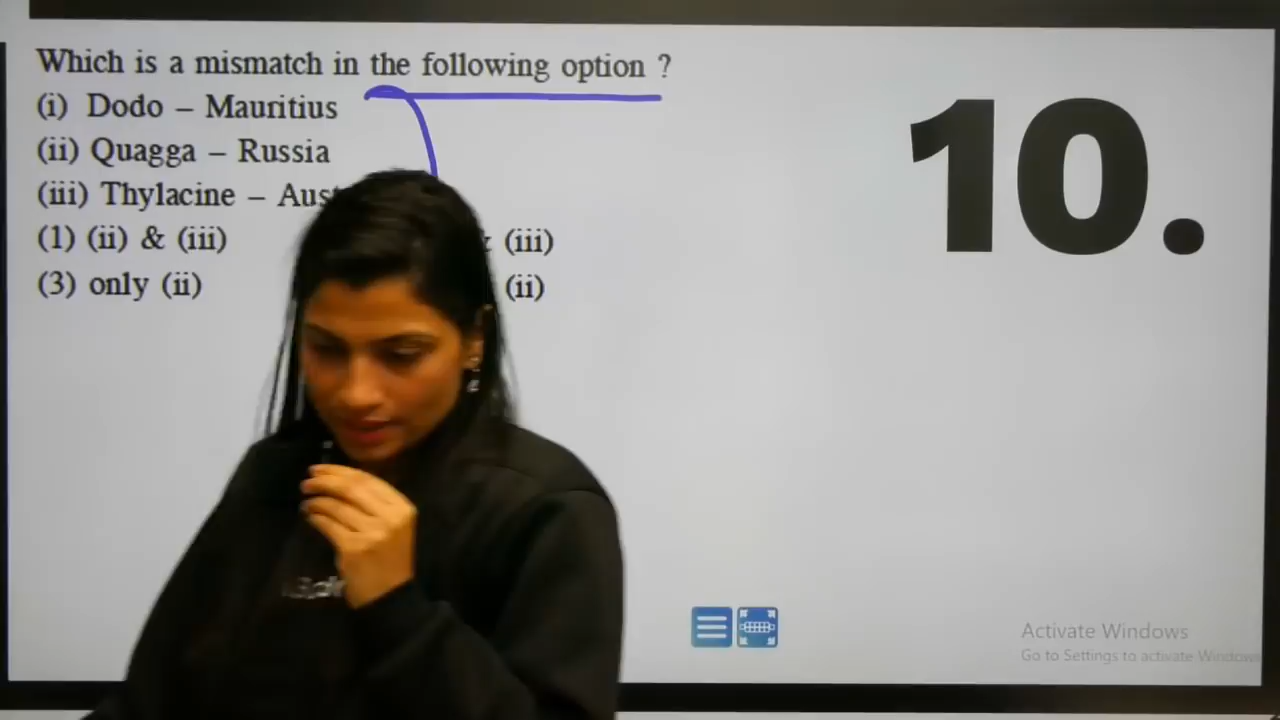 Which is a mismatch in the following option ?
10.
(i) Dodo – Mauritius
(ii) Quagga – Russia
(iii) Thylacine –
(1) (ii) & (iii) (iii)
(3) only (ii) (ii)
Activate Windows
Go to Settings to activate Windows